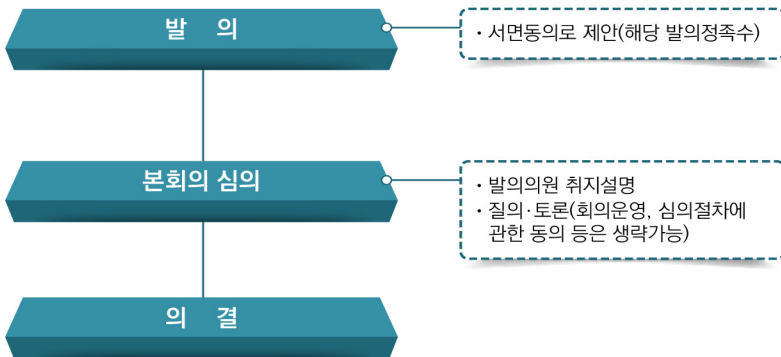 발 의
· 서면동의로 제안(해당 발의정족수)
본회의 심의
· 발의의원 취지설명
· 질의·토론(회의운영, 심의절차에
관한 동의 등은 생략가능)
의 결